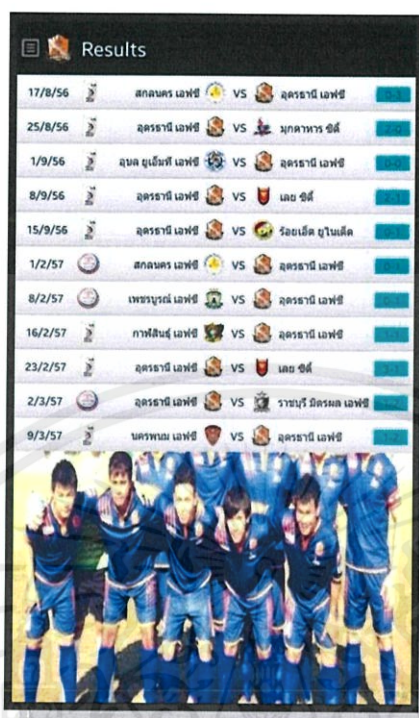 Results
17/8/56 สกลนคร เอฟซี VS อุดรธานี เอฟซี
25/8/56 อุดรธานี เอฟซี VS มุกดาหาร ซิตี้ 2-0
1/9/56 อุบล ยูเอ็มที เอฟซี VS อุดรธานี เอฟซี 0-0
8/9/56 อุดรธานี เอฟซี VS เลย ซิตี้ 2-1
15/9/56 อุดรธานี เอฟซี VS ร้อยเอ็ด ยูไนเต็ด 0-1
1/2/57 สกลนคร เอฟซี VS อุดรธานี เอฟซี
8/2/57 เพชรบูรณ์ เอฟซี VS อุดรธานี เอฟซี
16/2/57 กาฬสินธุ์ เอฟซี VS อุดรธานี เอฟซี
23/2/57 อุดรธานี เอฟซี VS เลย ซิตี้
2/3/57 อุดรธานี เอฟซี VS ราชบุรี มิตรผล เอฟซี 1-2
9/3/57 นครพนม เอฟซี VS อุดรธานี เอฟซี 1-2